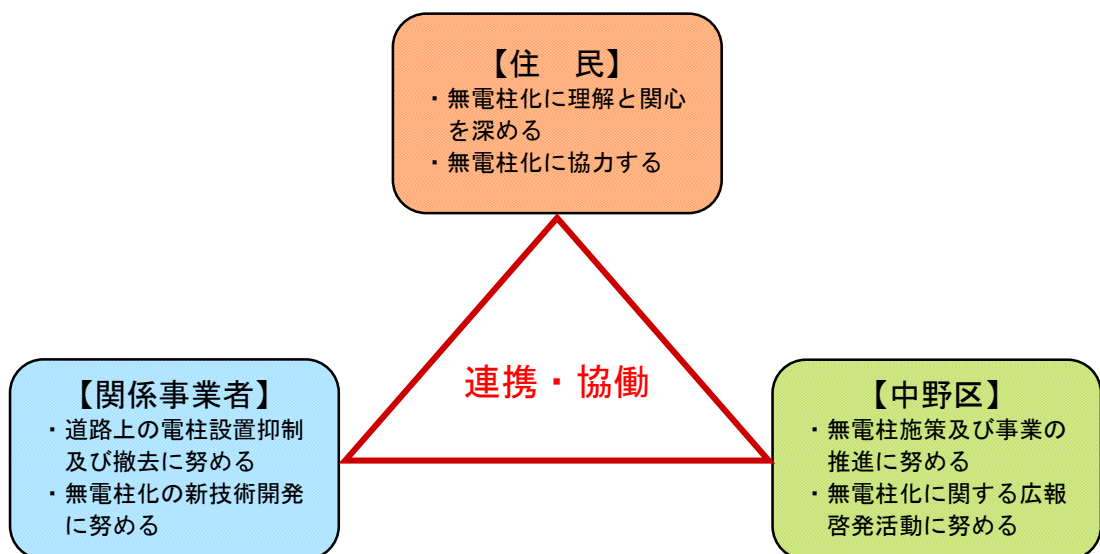 【住　民】
・無電柱化に理解と関心
を深める
・無電柱化に協力する
連携・協働
【関係事業者】
・道路上の電柱設置抑制
及び撤去に努める
・無電柱化の新技術開発
に努める
【中野区】
・無電柱施策及び事業の
推進に努める
・無電柱化に関する広報
啓発活動に努める